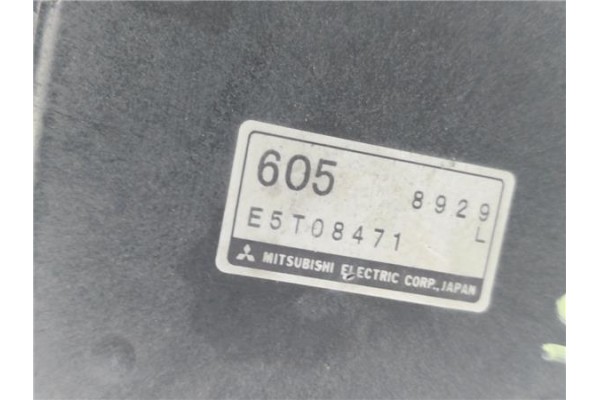 605 8929
E5T08471 L
MITSUBISHI ELECTRIC CORP., JAPAN